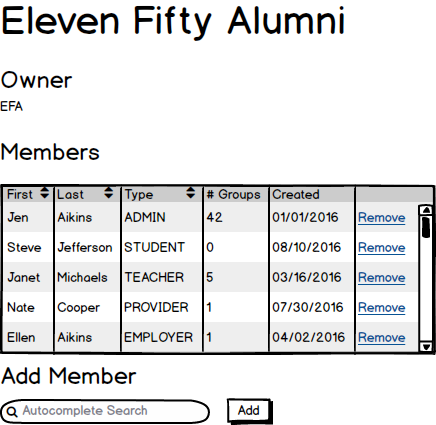 Eleven Fifty Alumni
Owner
EFA
Members
First Last Type # Groups Created
Jen Aikins ADMIN 42 01/01/2016 Remove
Steve Jefferson STUDENT 0 08/10/2016 Remove
Janet Michaels TEACHER 5 03/16/2016 Remove
Nate Cooper PROVIDER 1 07/30/2016 Remove
Ellen Aikins EMPLOYER 1 04/02/2016 Remove
Add Member
Autocomplete Search Add